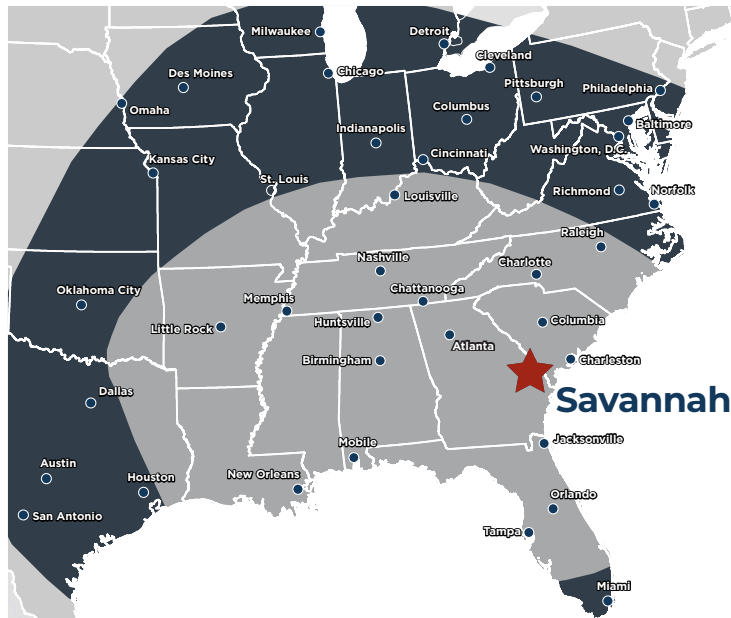 Milwaukee
Detroit
Cleveland
Des Moines
Chicago
Pittsburgh
Philadelphia
Omaha
Columbus
Baltimore
Indianapolis
Washington, D.C.
Cincinnati
Kansas City
St. Louis
Louisville
Richmond
Norfolk
Raleigh
Nashville
Charlotte
Oklahoma City
Chattanooga
Memphis
Little Rock
Huntsville
Columbia
Birmingham
Atlanta
Charleston
Dallas
Savannah
Mobile
Jacksonville
Austin
New Orleans
Houston
Orlando
San Antonio
Tampa
Miami